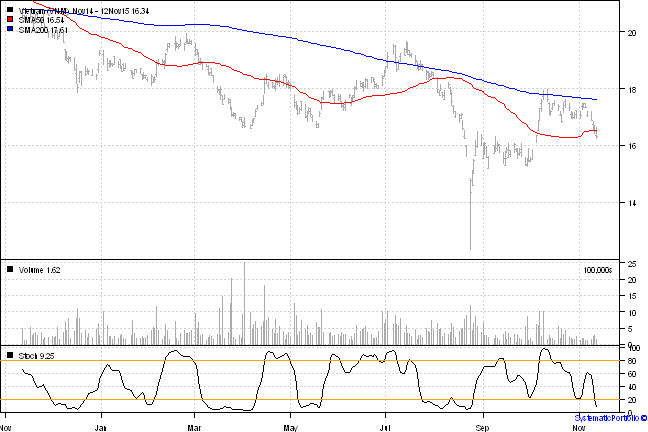 Nov14 - 12Nov15 16.34
SMA50 16.54
SMA200 17.61
20
18
16
14
Volume 1.62
100,000s
25
20
15
10
5
Stoch 9.25
100
80
60
40
20
0
Nov Jan Mar May Jul Sep Nov
SystematicPortfolio ©